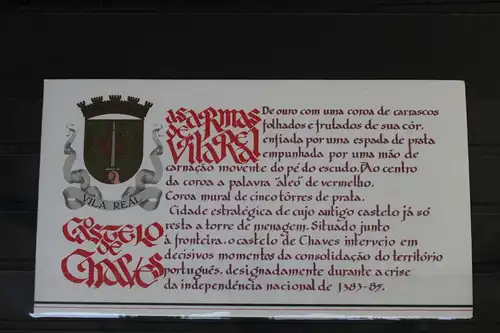 as armas
de
Vila Real
De ouro com uma coroa de carrascos
folhados e frutados de sua côr,
enfiada por uma espada de prata
empunhada por uma mão de
carnação movente do pé do escudo. Ao centro
da coroa a palavra "aleo" de vermelho.
Coroa mural de cinco tôrres de prata.
Cidade estratégica de cujo antigo castelo já só
resta a torre de menagem. Situado junto
à fronteira, o castelo de Chaves interveio em
decisivos momentos da consolidação do território
português, designadamente durante a crise
da independência nacional de 1383-85.
VILA REAL
Castelo
de
Chaves